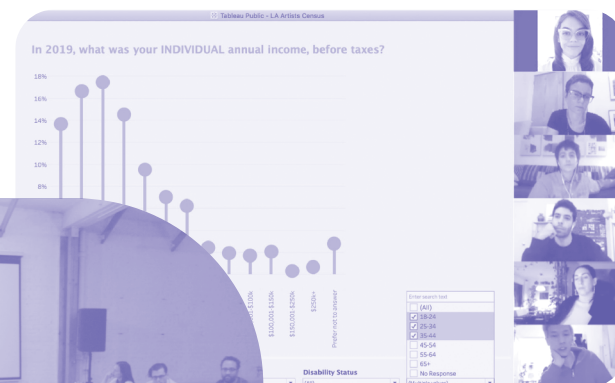 Tableau Public - LA Artists Census
In 2019, what was your INDIVIDUAL annual income, before taxes?
18%
16%
14%
12%
10%
8%
$100k
$100,001-$150k
$150,001-$250k
$250k+
Prefer not to answer
Enter search text
(All)
18-24
25-34
35-44
45-54
55-64
65+
No Response
Disability Status